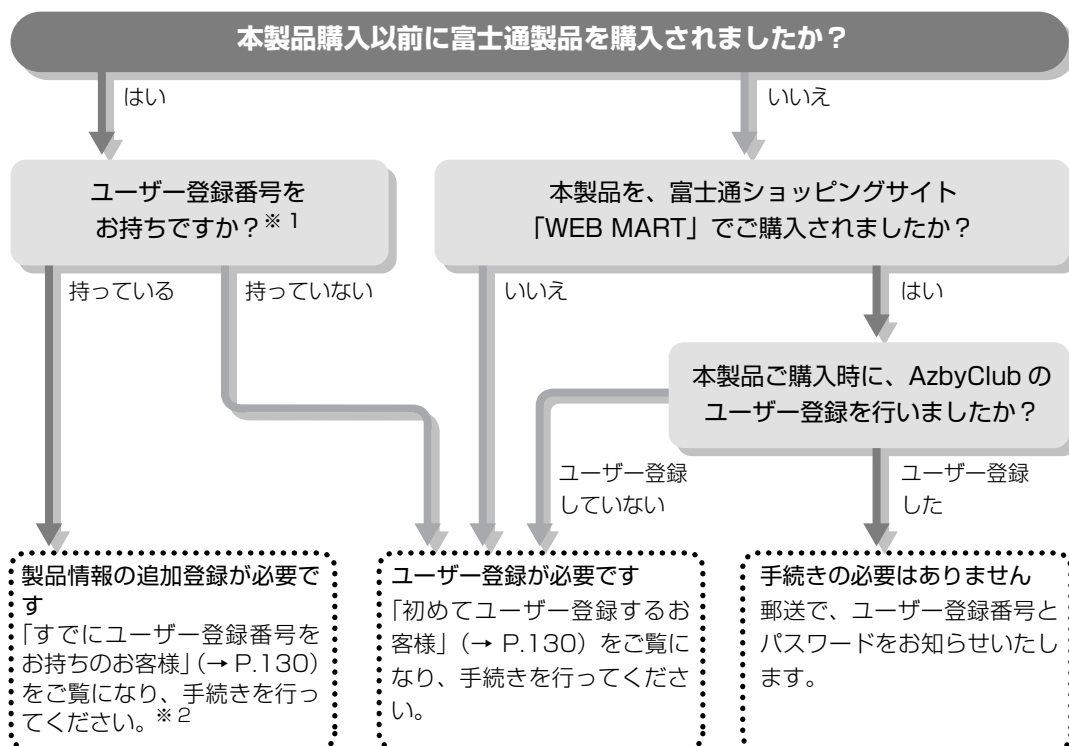 本製品購入以前に富士通製品を購入されましたか？
はい
いいえ
ユーザー登録番号を
お持ちですか？※1
本製品を、富士通ショッピングサイト
「WEB MART」でご購入されましたか？
持っている
持っていない
いいえ
はい
本製品ご購入時に、AzbyClub の
ユーザー登録を行いましたか？
ユーザー登録
していない
ユーザー登録
した
製品情報の追加登録が必要で
す
「すでにユーザー登録番号を
お持ちのお客様」（→ P.130）
をご覧になり、手続きを行っ
てください。※2
ユーザー登録が必要です
「初めてユーザー登録するお
客様」（→ P.130）をご覧に
なり、手続きを行ってくださ
い。
手続きの必要はありません
郵送で、ユーザー登録番号と
パスワードをお知らせいたし
ます。